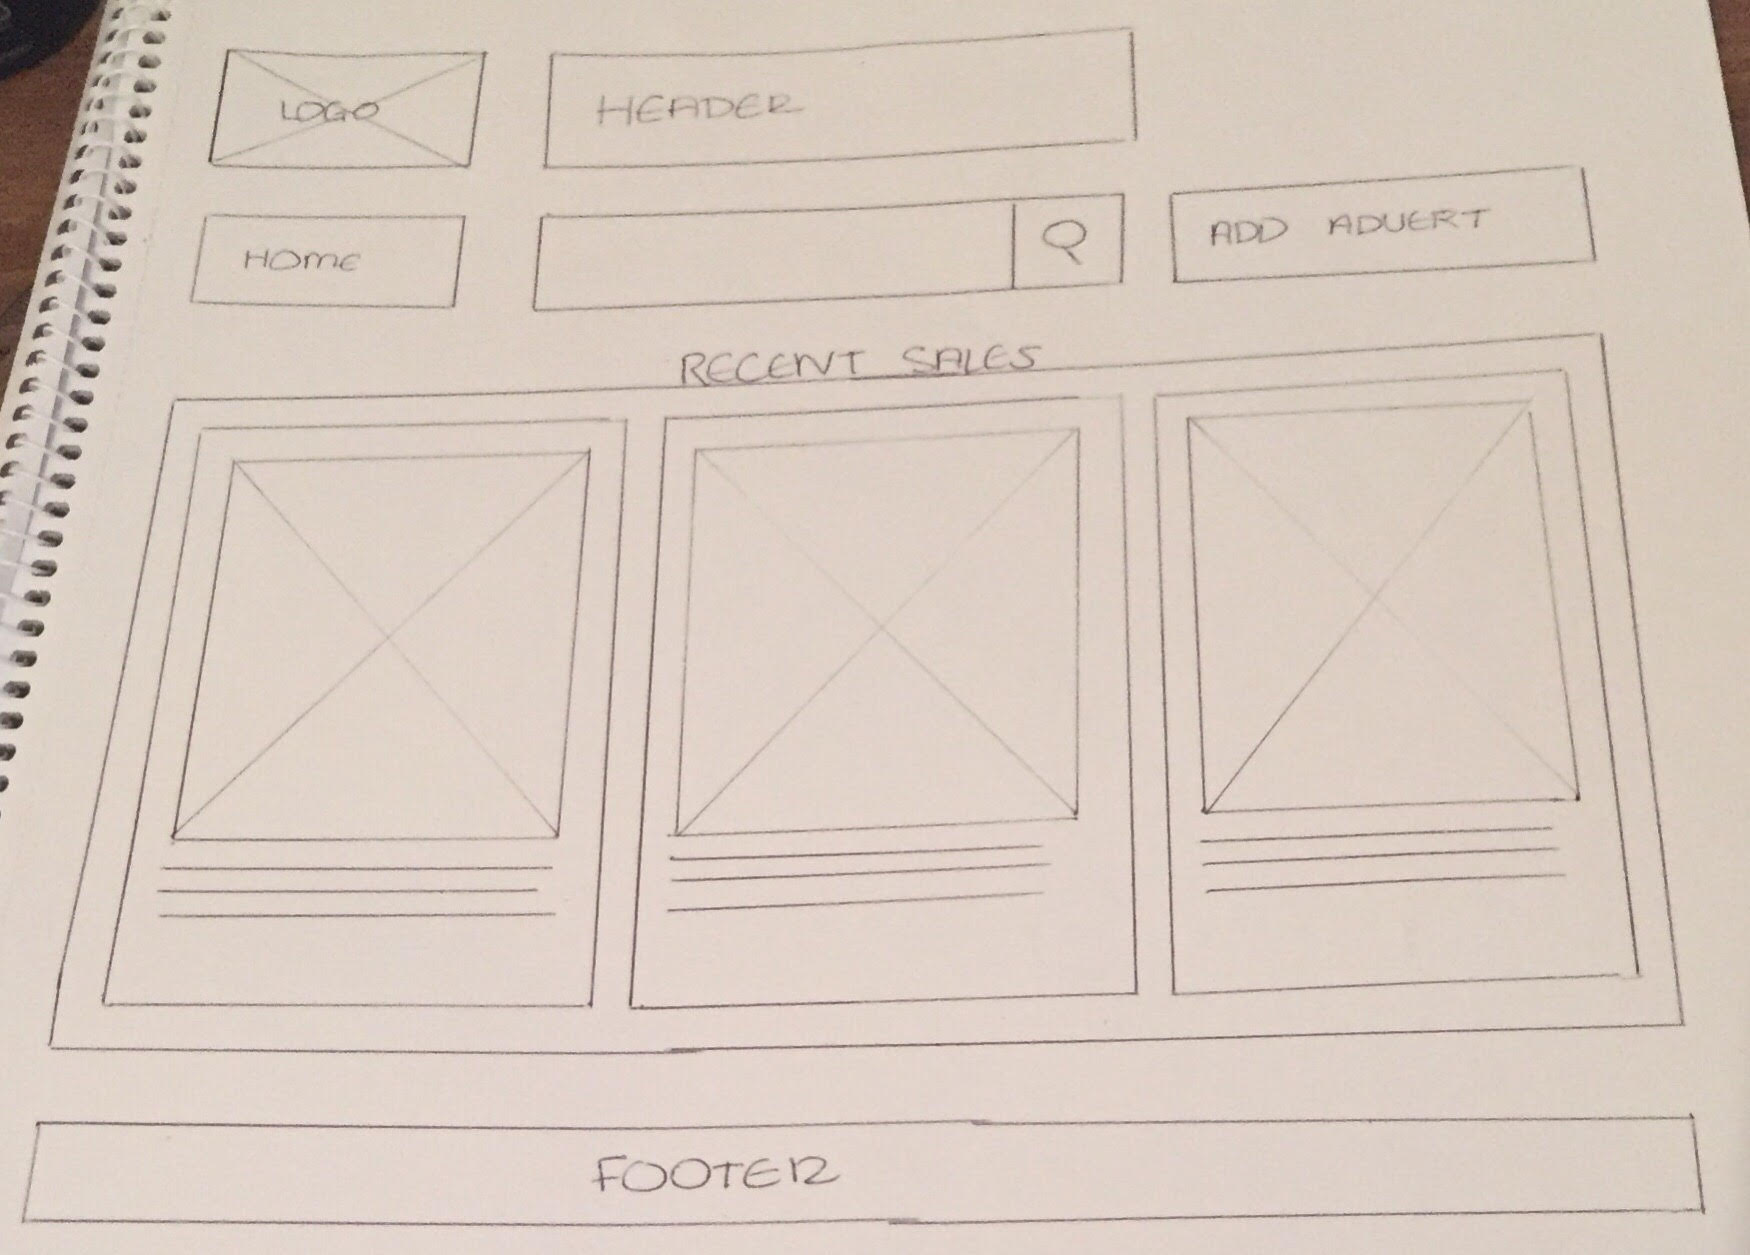 LOGO
HEADER
HOME
ADD ADVERT
RECENT SALES
FOOTER